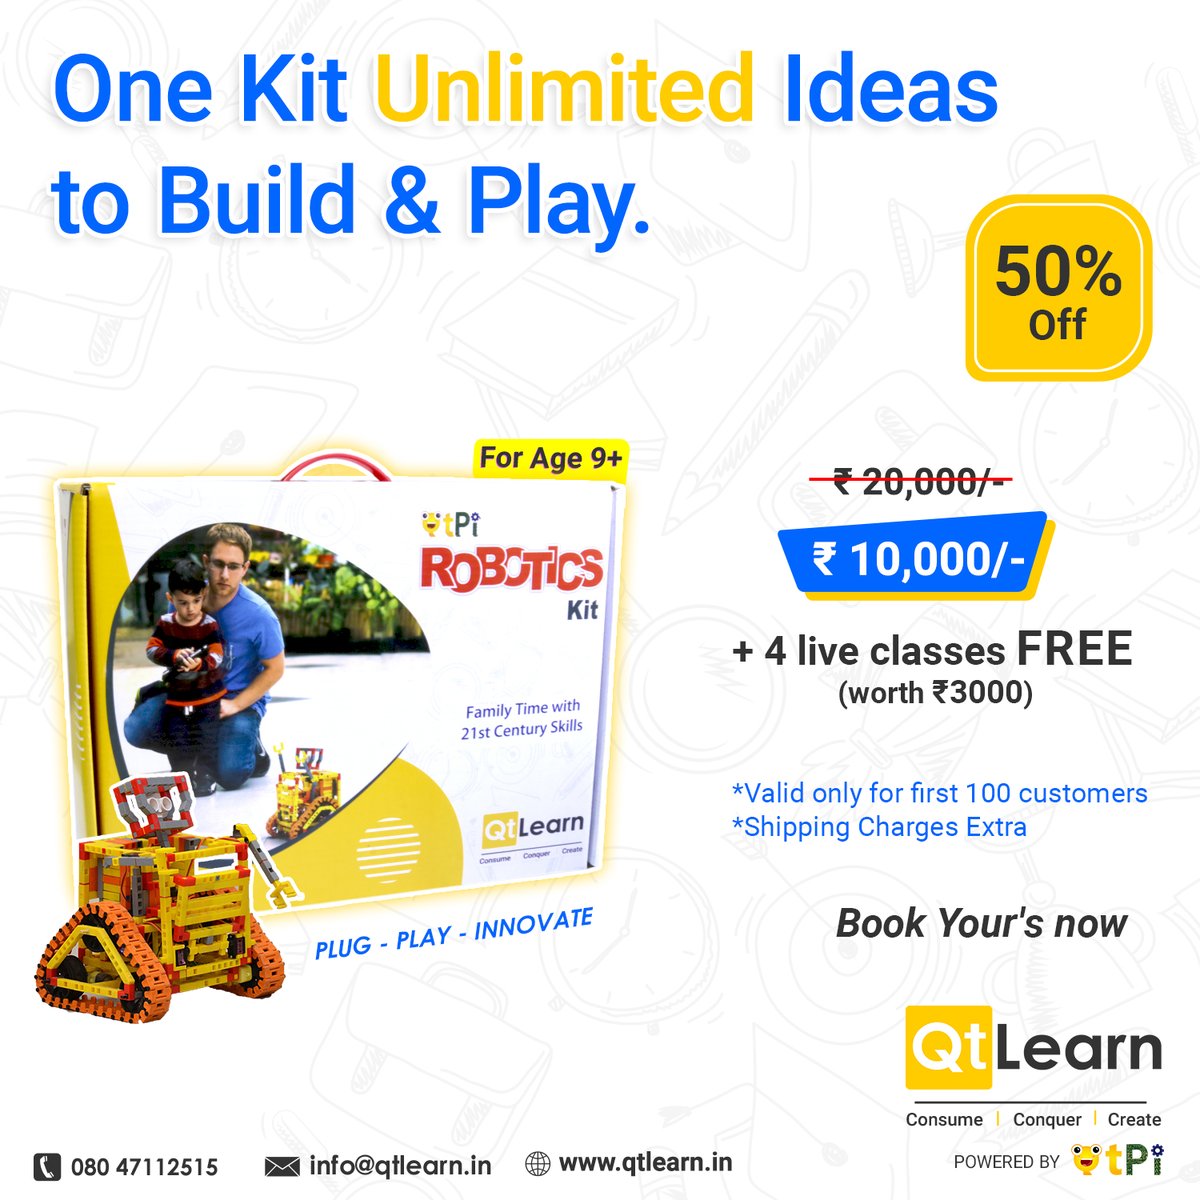 One Kit Unlimited Ideas
to Build & Play.
50%
Off
For Age 9+
QtPi
ROBOTICS
Kit
Family Time with
21st Century Skills
QtLearn
Consume Conquer Create
PLUG - PLAY - INNOVATE
₹ 20,000/-
₹ 10,000/-
+ 4 live classes FREE
(worth ₹3000)
*Valid only for first 100 customers
*Shipping Charges Extra
Book Your's now
QtLearn
Consume | Conquer | Create
POWERED BY QtPi
080 47112515 info@qtlearn.in www.qtlearn.in